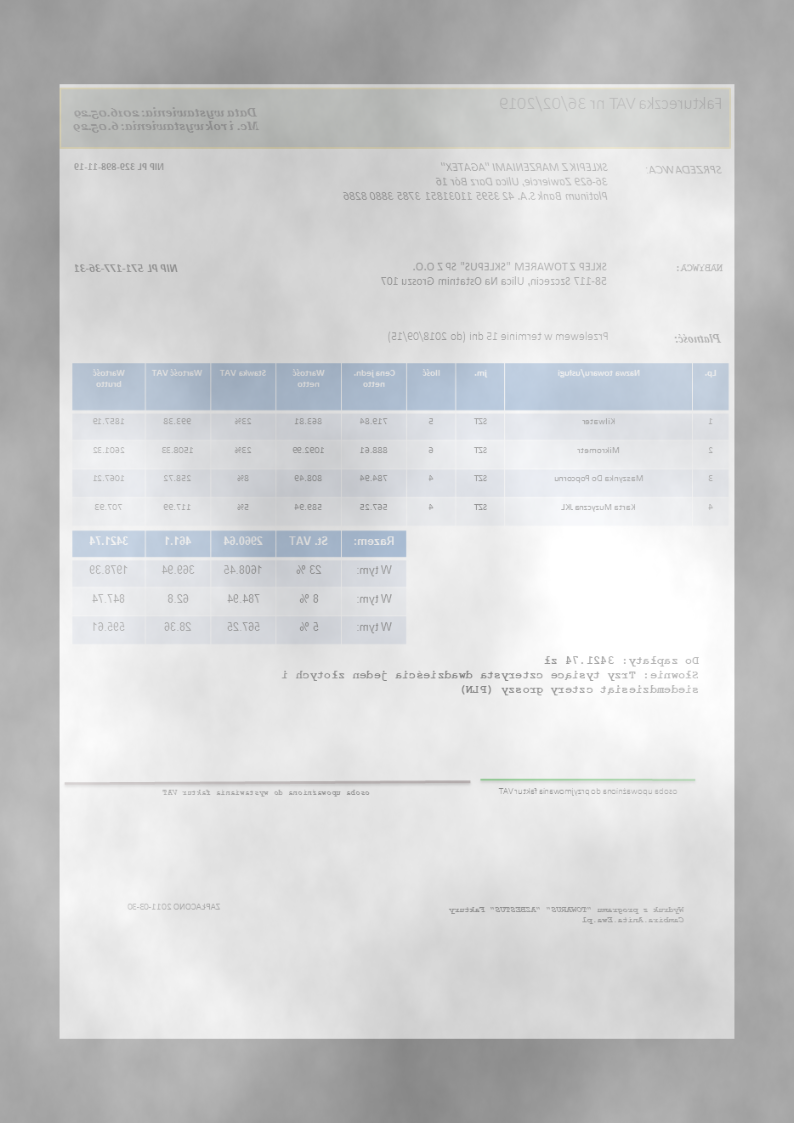 Faktureczka VAT nr 36/02/2019
Data wystawienia: 2016.05.29
Mc. i rok wystawienia: 6.05.29
SPRZEDAWCA:
SKLEPIK Z MARZENIAMI "AGATEX"
NIP PL 329-898-11-19
36-629 Zawiercie, Ulica Darz Bór 16
Platinum Bank S.A. 42 3595 11031851 3785 3880 8286
NABYWCA:
SKLEP Z TOWAREM "SKLEPUS" SP Z O.O.
NIP PL 571-177-36-31
58-117 Szczecin, Ulica Na Ostatnim Groszu 107
Płatność:
Przelewem w terminie 15 dni (do 2018/09/15)
Lp. Nazwa towaru/usługi jm. Ilość Cena jedn. netto Wartość netto Stawka VAT Wartość VAT Wartość brutto
1 Kilwater SZT 5 719.84 863.81 23% 993.38 1857.19
2 Mikrometr SZT 6 888.61 1092.99 23% 1508.33 2601.32
3 Maszynka Do Popcornu SZT 4 784.94 808.49 8% 258.72 1067.21
4 Karta Muzyczna JKL SZT 4 567.25 589.94 5% 117.99 707.93
Razem: St. VAT 2960.64 461.1 3421.74
W tym: 23 % 1608.45 369.94 1978.39
W tym: 8 % 784.94 62.8 847.74
W tym: 5 % 567.25 28.36 595.61
Do zapłaty: 3421.74 zł
Słownie: Trzy tysiące czterysta dwadzieścia jeden złotych i
siedemdziesiąt cztery groszy (PLN)
osoba upoważniona do przyjmowania faktur VAT
osoba upoważniona do wystawiania faktur VAT
Wydruk z programu "TOWARUS" "AZBESTUS" Faktury
Cambira.Anita.Ewa.pl
ZAPŁACONO 2011-03-30